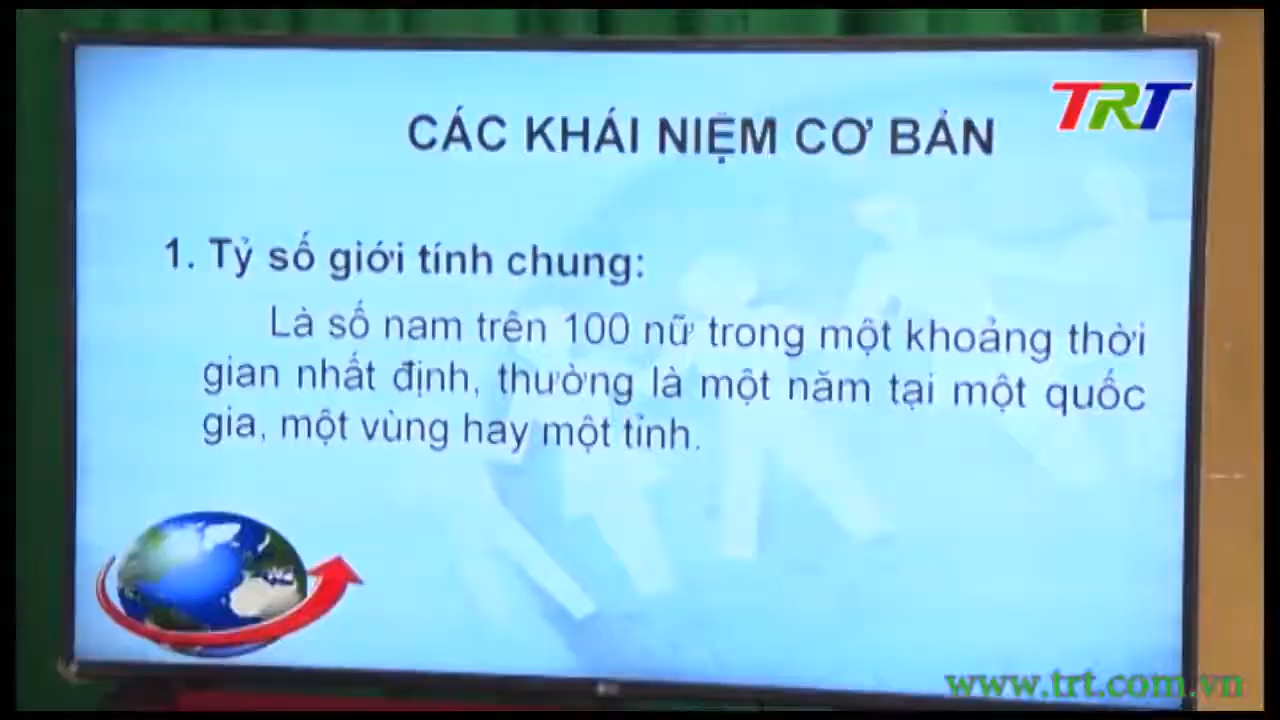 TRT
CÁC KHÁI NIỆM CƠ BẢN
1. Tỷ số giới tính chung:
Là số nam trên 100 nữ trong một khoảng thời
gian nhất định, thường là một năm tại một quốc
gia, một vùng hay một tỉnh.
www.trt.com.vn